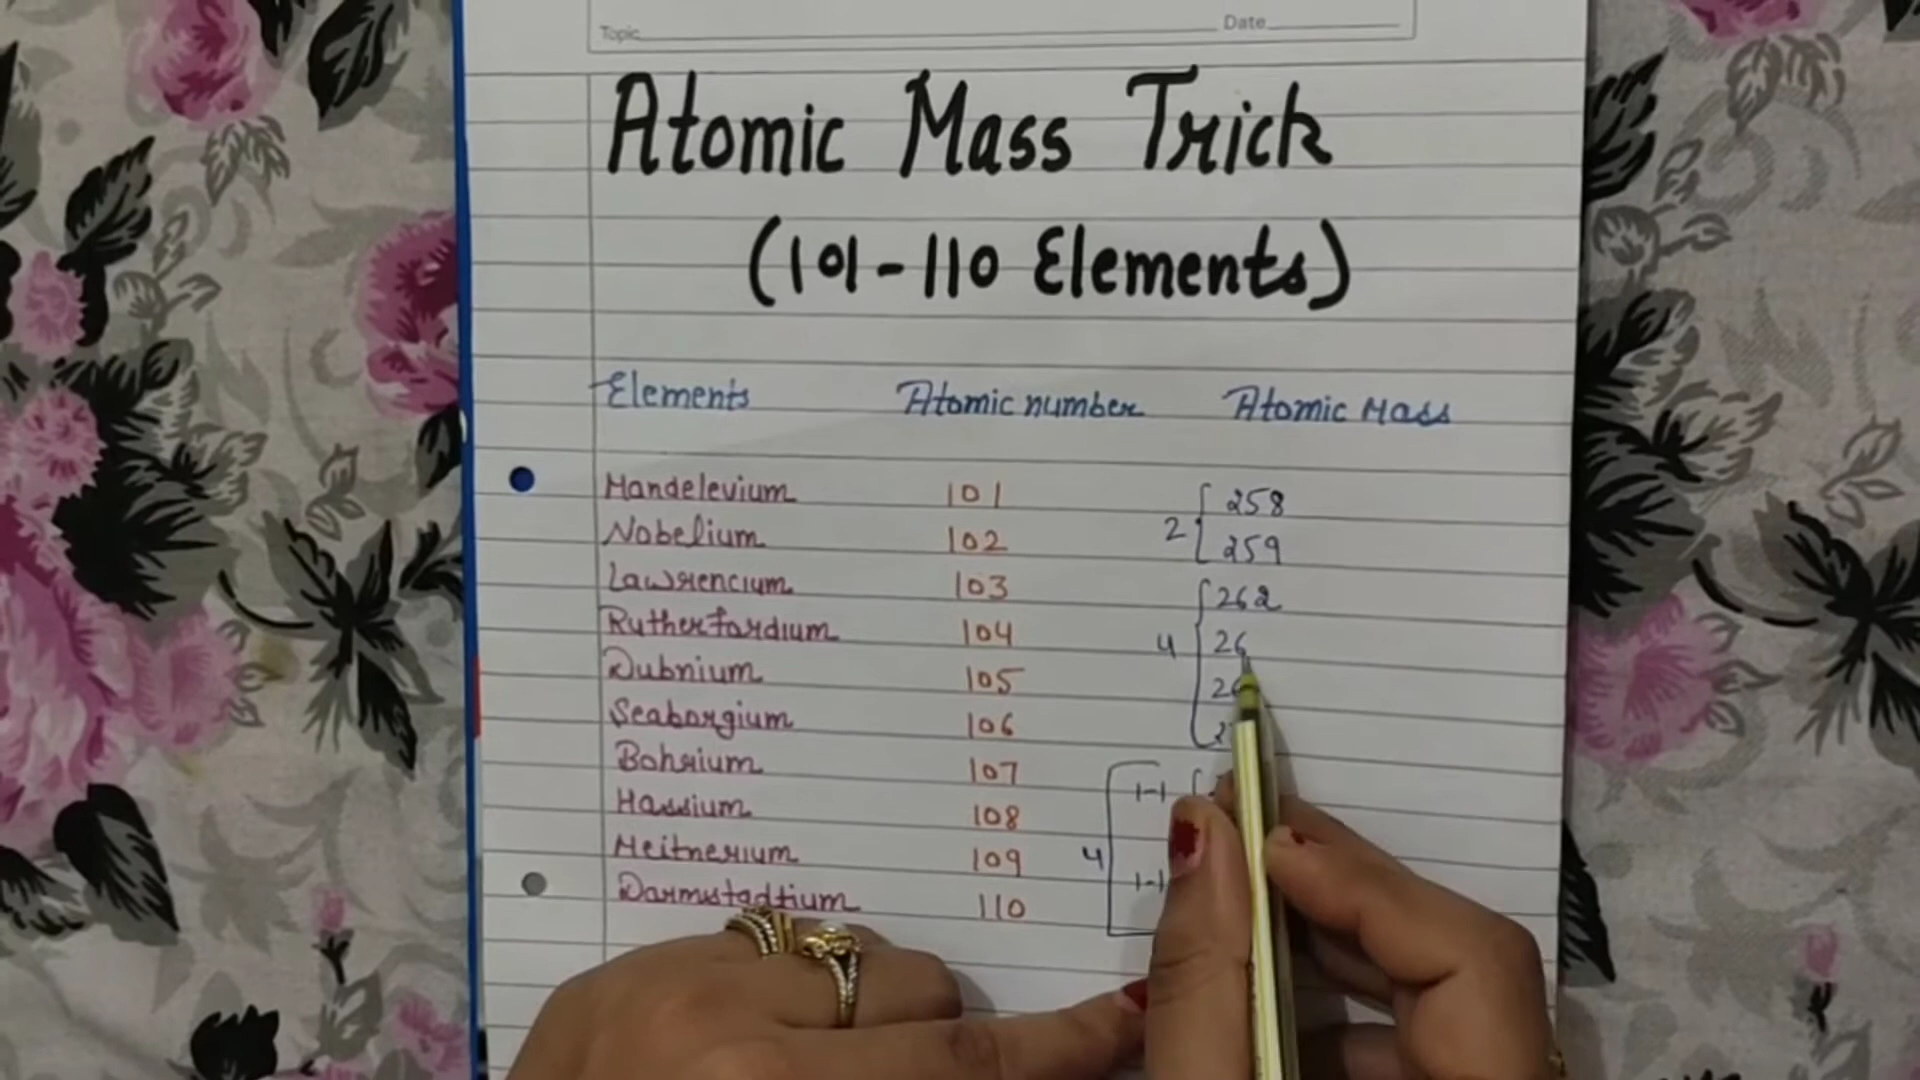 Topic Date
Atomic Mass Trick
(101-110 Elements)
Elements Atomic number Atomic Mass
Mandelevium 101 258
2
Nobelium 102 259
Lawrencium 103 262
Rutherfordium 104 4 26
Dubnium 105
Seaborgium 106
Bohrium 107 1-1
Hassium 108
Meitnerium 109 4
1-1
Darmstadtium 110